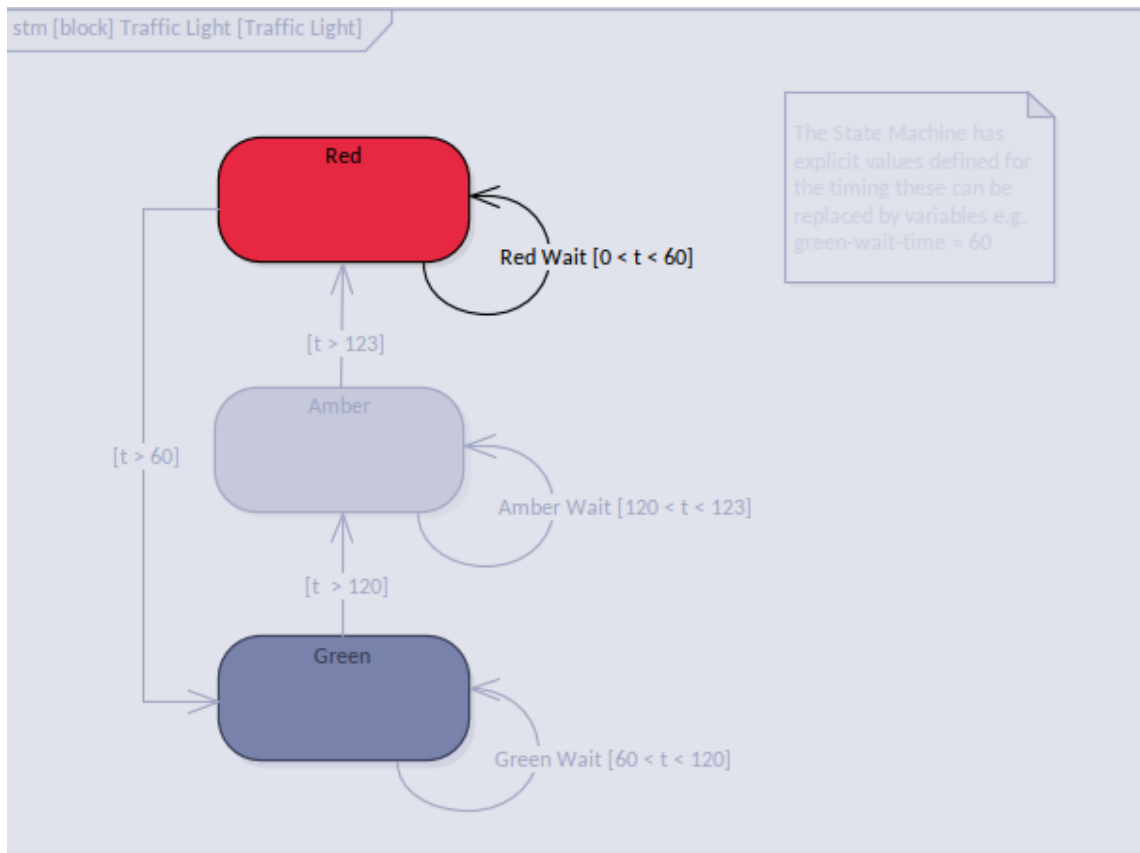 stm [block] Traffic Light [Traffic Light]
The State Machine has
explicit values defined for
the timing these can be
replaced by variables e.g.
green-wait-time = 60
Red
Red Wait [0 < t < 60]
[t > 123]
Amber
[t > 60]
Amber Wait [120 < t < 123]
[t  > 120]
Green
Green Wait [60 < t < 120]